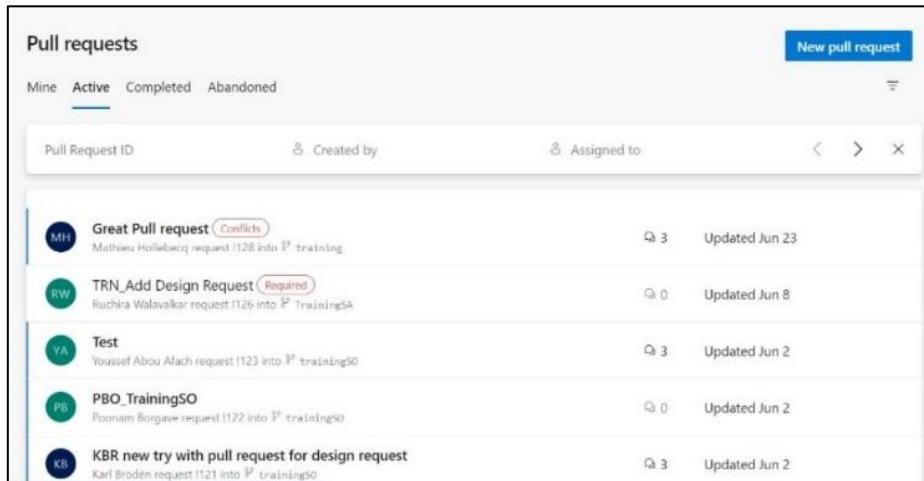 Pull requests
New pull request
Mine Active Completed Abandoned
Pull Request ID Created by Assigned to
MH Great Pull request Conflicts 3 Updated Jun 23
Mathieu Hollebecq request !128 into training
RW TRN_Add Design Request Required 0 Updated Jun 8
Ruchira Walavalkar request !126 into TrainingSA
YA Test 3 Updated Jun 2
Youssef Abou Afach request !123 into trainingSO
PB PBO_TrainingSO 0 Updated Jun 2
Poonam Borgave request !122 into trainingSO
KB KBR new try with pull request for design request 3 Updated Jun 2
Karl Brodén request !121 into trainingSO